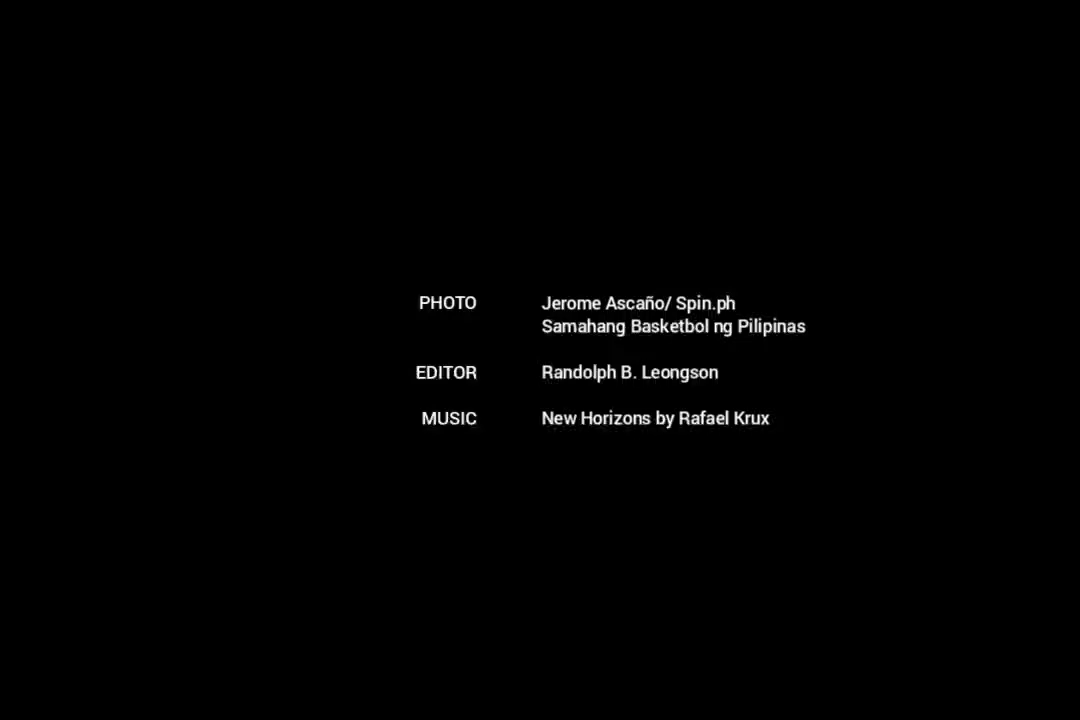 PHOTO Jerome Ascaño/ Spin.ph
Samahang Basketbol ng Pilipinas
EDITOR Randolph B. Leongson
MUSIC New Horizons by Rafael Krux